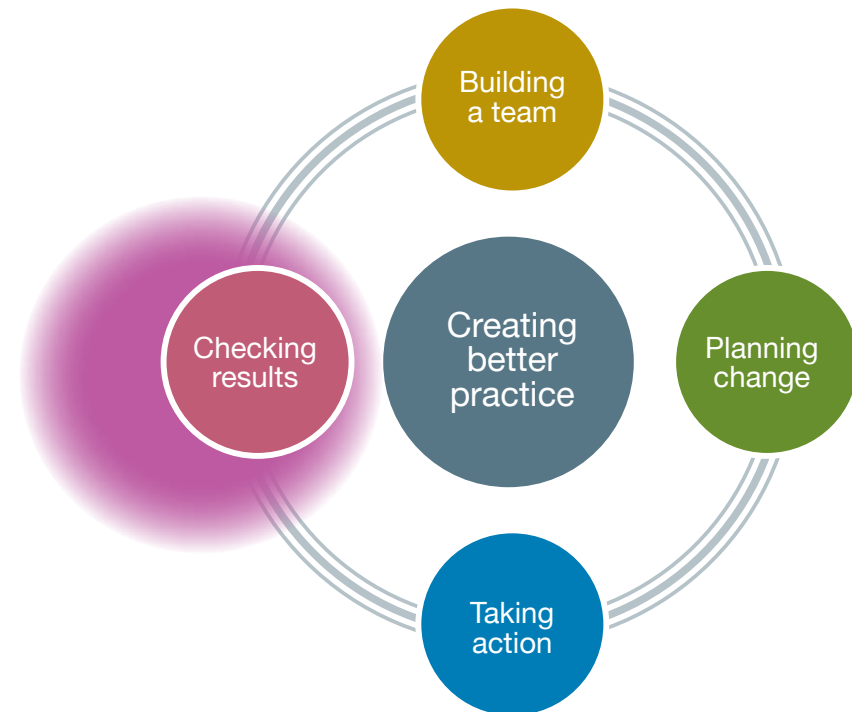 Building
a team
Checking
results
Creating
better
practice
Planning
change
Taking
action